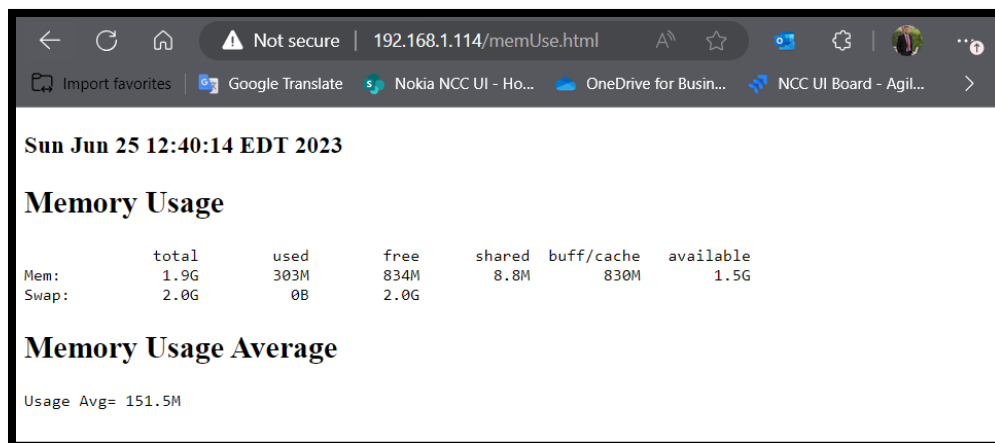 Not secure | 192.168.1.114/memUse.html
Import favorites Google Translate Nokia NCC UI - Ho... OneDrive for Busin... NCC UI Board - Agil...
Sun Jun 25 12:40:14 EDT 2023
Memory Usage
total used free shared buff/cache available
Mem: 1.9G 303M 834M 8.8M 830M 1.5G
Swap: 2.0G 0B 2.0G
Memory Usage Average
Usage Avg= 151.5M